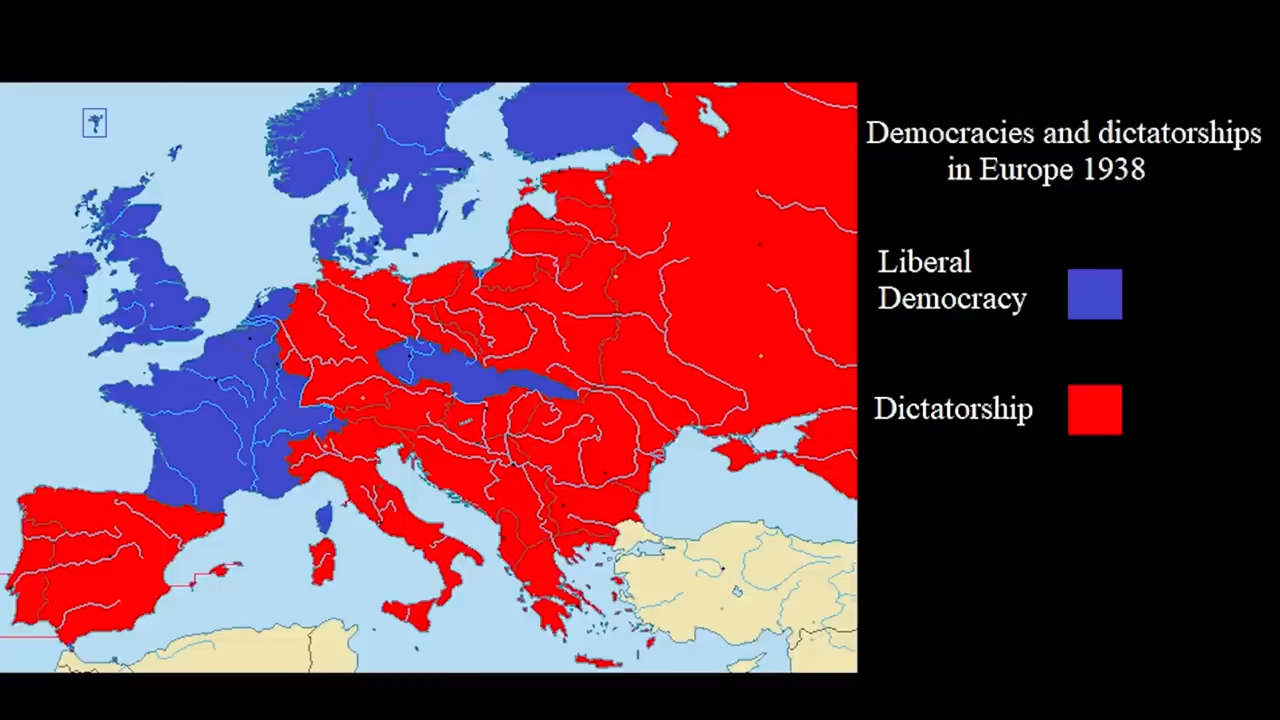 Democracies and dictatorships
in Europe 1938
Liberal
Democracy
Dictatorship